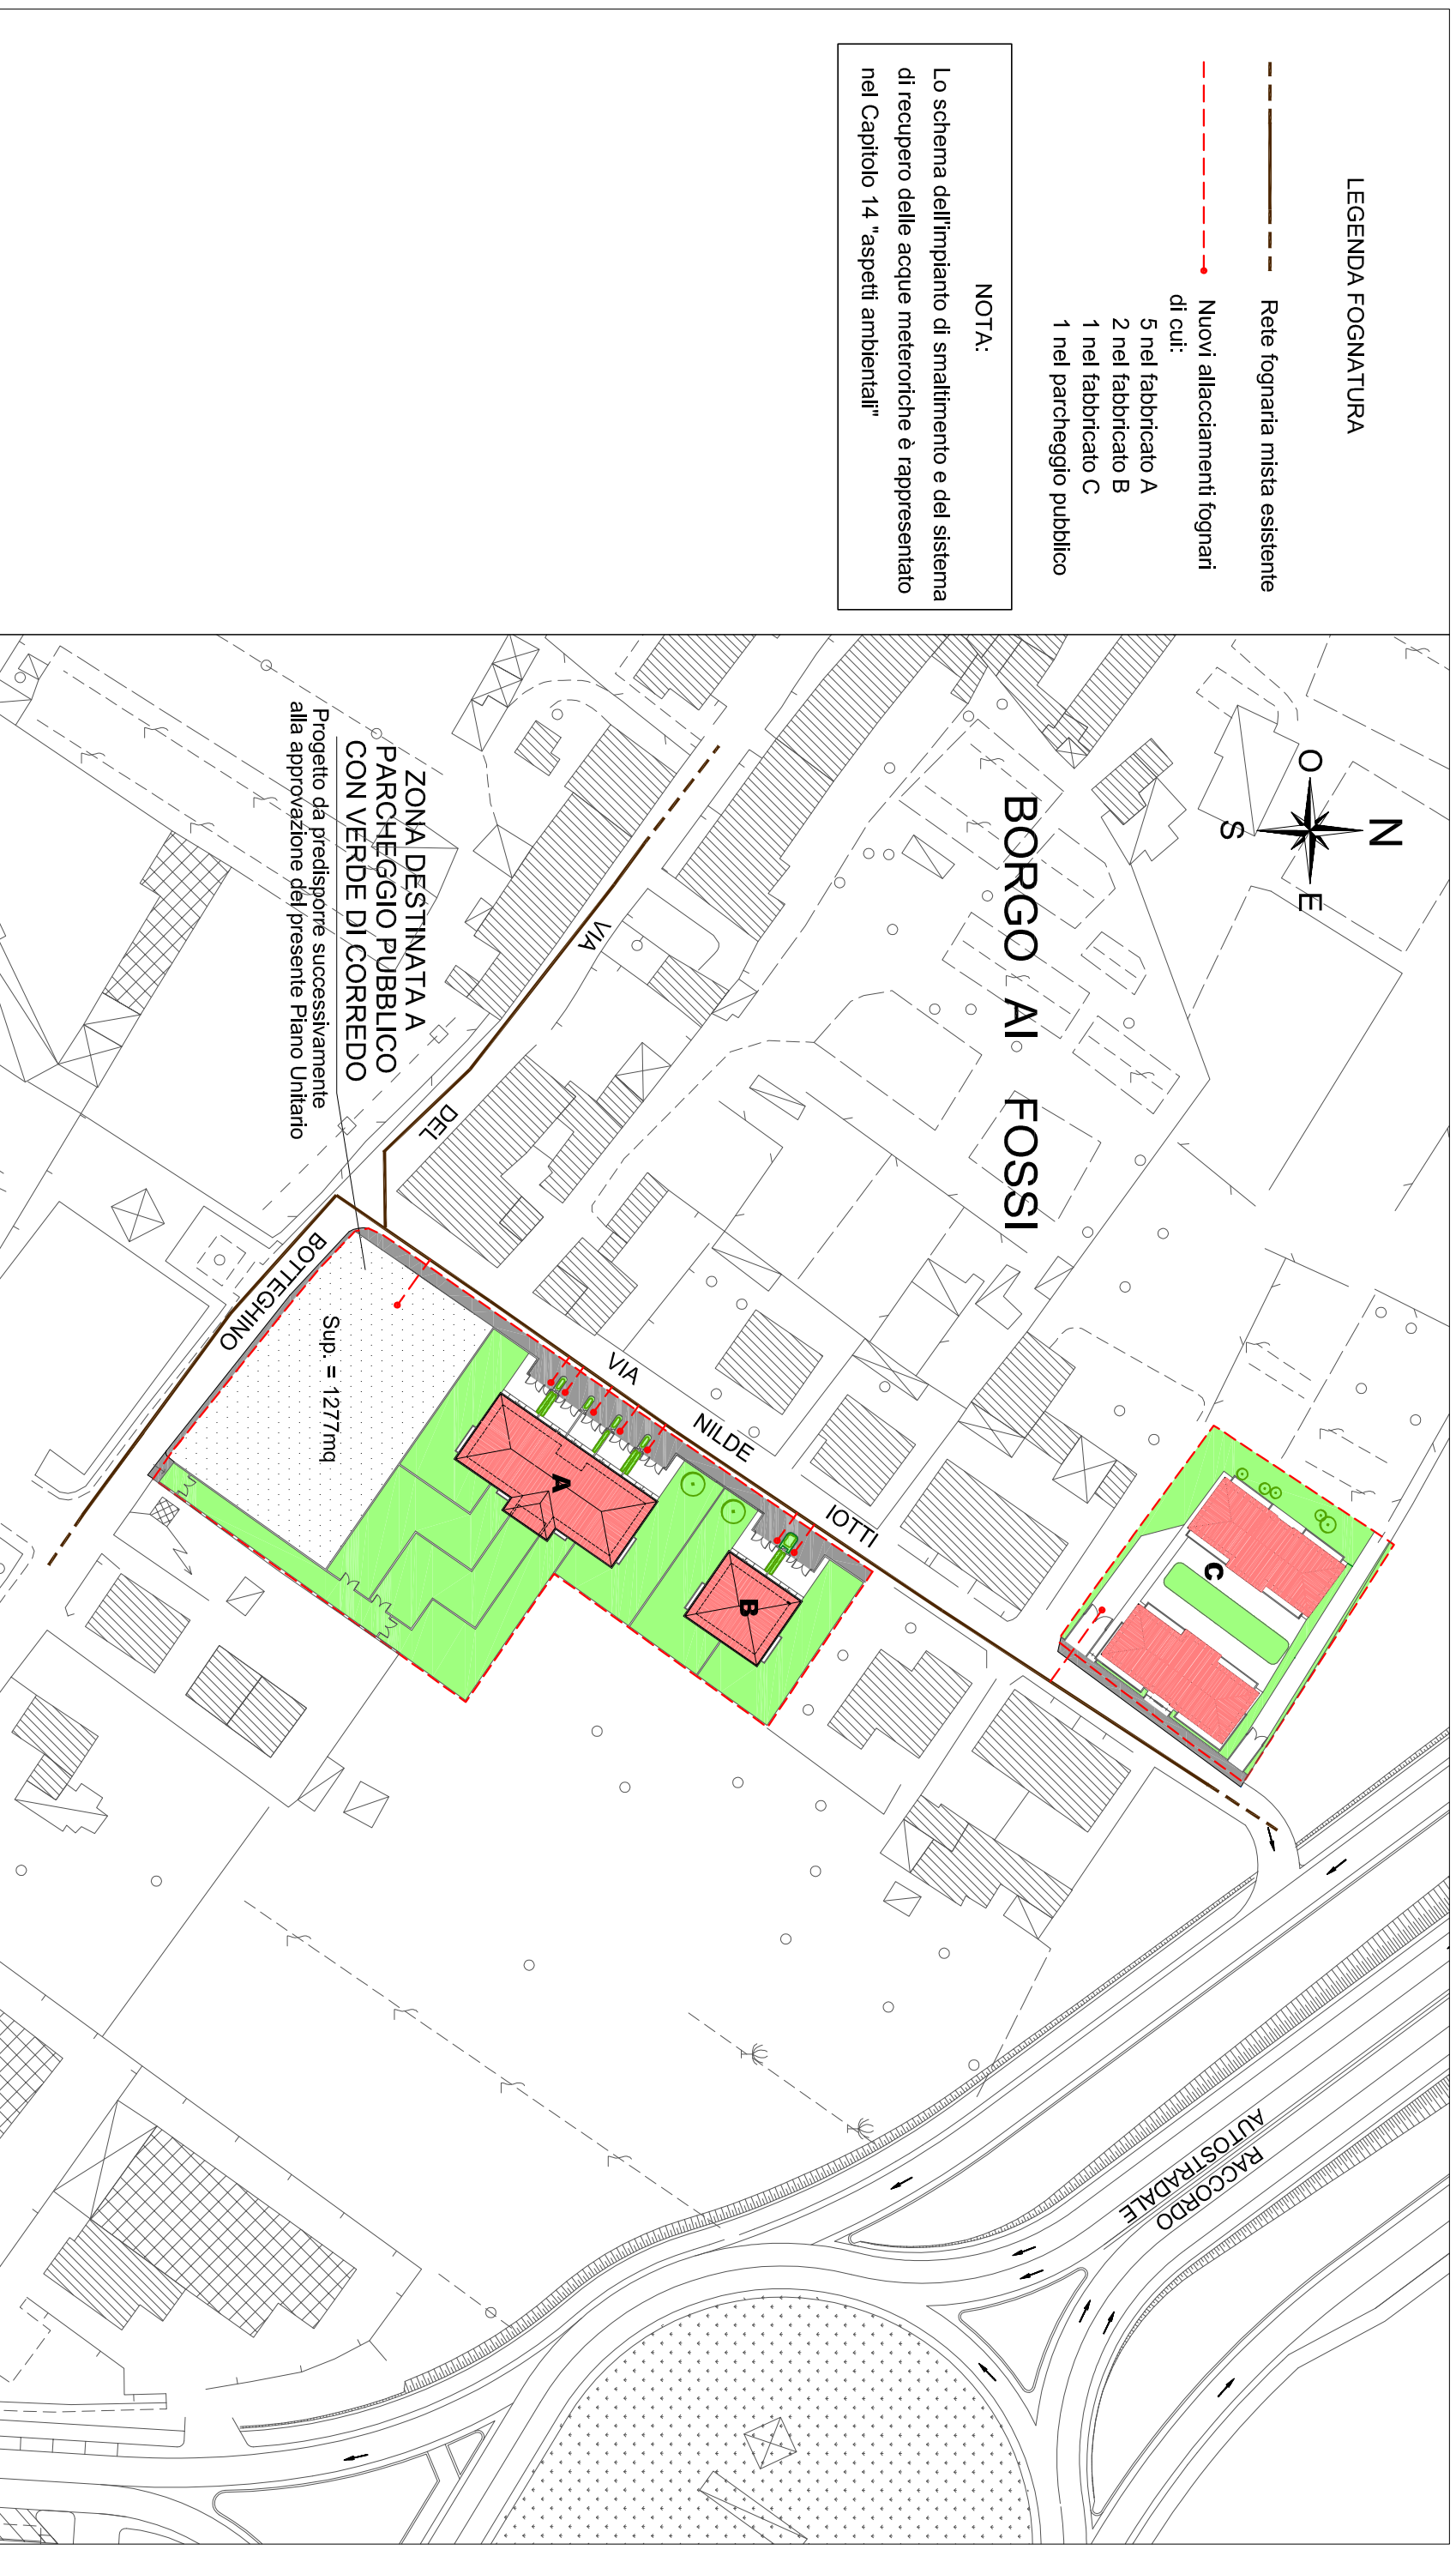 LEGENDA FOGNATURA
Rete fognaria mista esistente
Nuovi allacciamenti fognari
di cui:
5 nel fabbricato A
2 nel fabbricato B
1 nel fabbricato C
1 nel parcheggio pubblico
NOTA:
Lo schema dell'impianto di smaltimento e del sistema
di recupero delle acque meteroriche è rappresentato
nel Capitolo 14 "aspetti ambientali"
N
O
E
S
BORGO AI FOSSI
C
RACCORDO
AUTOSTRADALE
VIA NILDE IOTTI
B
A
VIA DEL BOTTEGHINO
ZONA DESTINATA A
PARCHEGGIO PUBBLICO
CON VERDE DI CORREDO
Progetto da predisporre successivamente
alla approvazione del presente Piano Unitario
Sup. = 1277mq